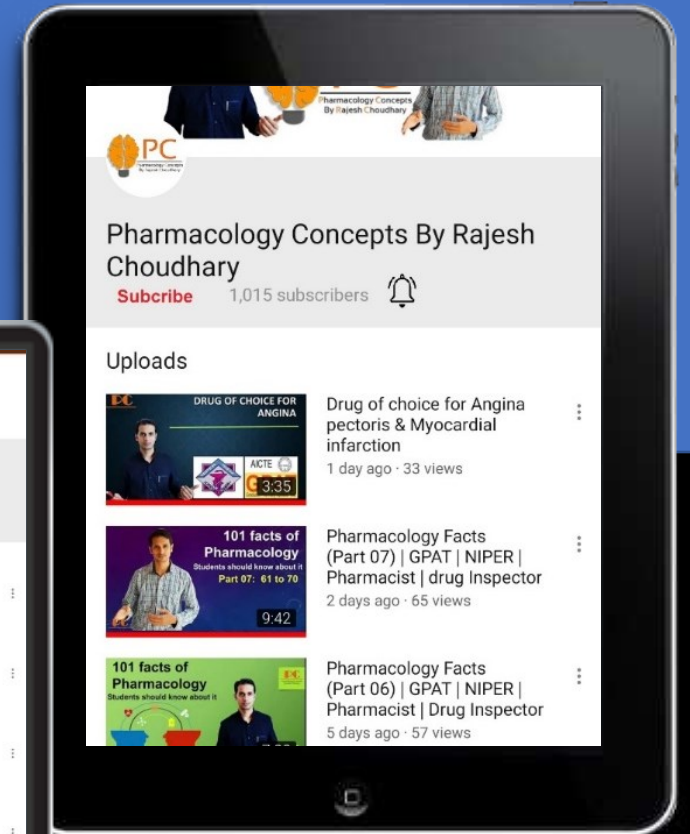 Pharmacology Concepts
By Rajesh Choudhary
PC
Pharmacology Concepts By Rajesh
Choudhary
Subcribe 1,015 subscribers
Uploads
PC
DRUG OF CHOICE FOR
ANGINA
AICTE
3:35
Drug of choice for Angina
pectoris & Myocardial
infarction
1 day ago · 33 views
101 facts of
Pharmacology
Students should know about it
Part 07: 61 to 70
9:42
Pharmacology Facts
(Part 07) | GPAT | NIPER |
Pharmacist | drug Inspector
2 days ago · 65 views
101 facts of
Pharmacology
Students should know about it
PC
Pharmacology Facts
(Part 06) | GPAT | NIPER |
Pharmacist | Drug Inspector
5 days ago · 57 views